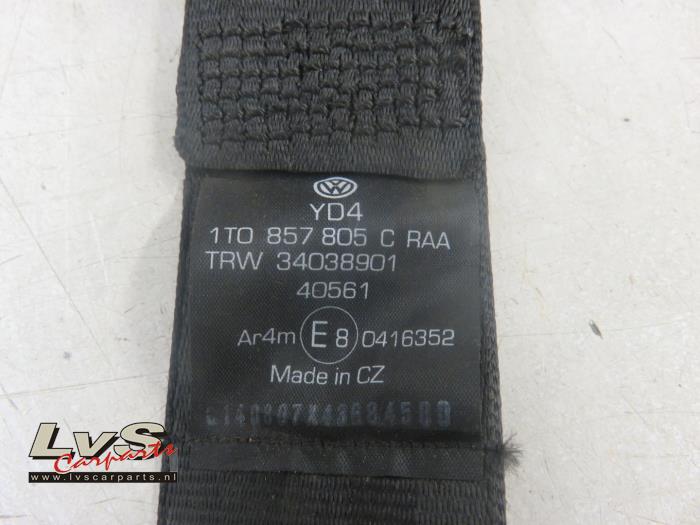 YD4
1T0 857 805 C RAA
TRW 34038901
40561
Ar4m E8 0416352
Made in CZ
LvS
Carparts
www.lvscarparts.nl